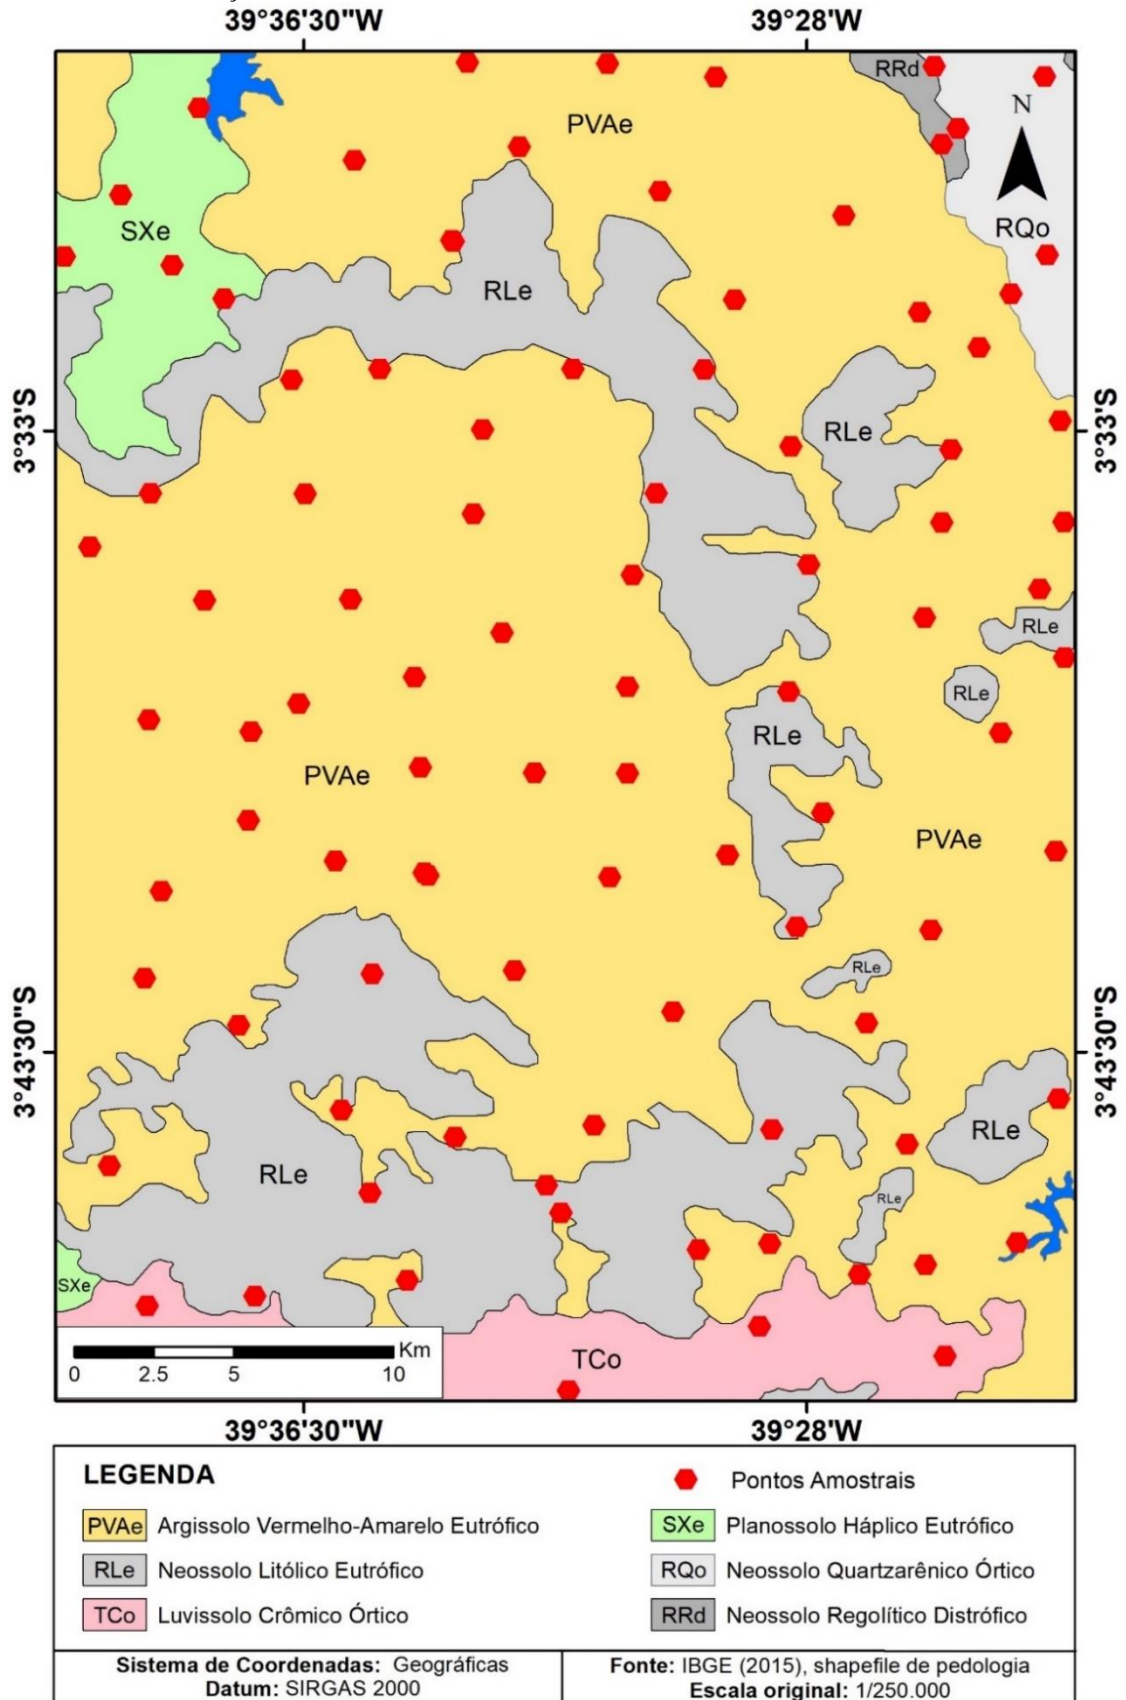 39°36'30"W 39°28'W
RRd
PVAe
N
SXe
RQo
RLe
3°33'S
RLe
3°33'S
RLe
RLe
RLe
PVAe
PVAe
RLe
3°43'30"S
3°43'30"S
RLe
RLe
RLe
SXe
TCo
Km
0 2.5 5 10
39°36'30"W 39°28'W
LEGENDA
Pontos Amostrais
PVAe Argissolo Vermelho-Amarelo Eutrófico
SXe Planossolo Háplico Eutrófico
RLe Neossolo Litólico Eutrófico
RQo Neossolo Quartzarênico Órtico
TCo Luvissolo Crômico Órtico
RRd Neossolo Regolítico Distrófico
Sistema de Coordenadas: Geográficas
Datum: SIRGAS 2000
Fonte: IBGE (2015), shapefile de pedologia
Escala original: 1/250.000